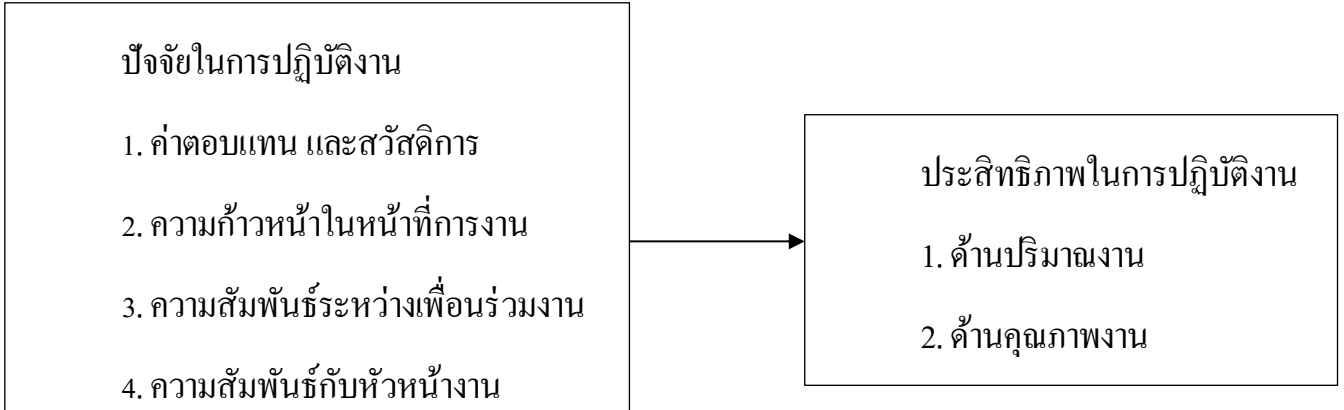 ปัจจัยในการปฏิบัติงาน
1. ค่าตอบแทน และสวัสดิการ
2. ความก้าวหน้าในหน้าที่การงาน
3. ความสัมพันธ์ระหว่างเพื่อนร่วมงาน
4. ความสัมพันธ์กับหัวหน้างาน
ประสิทธิภาพในการปฏิบัติงาน
1. ด้านปริมาณงาน
2. ด้านคุณภาพงาน